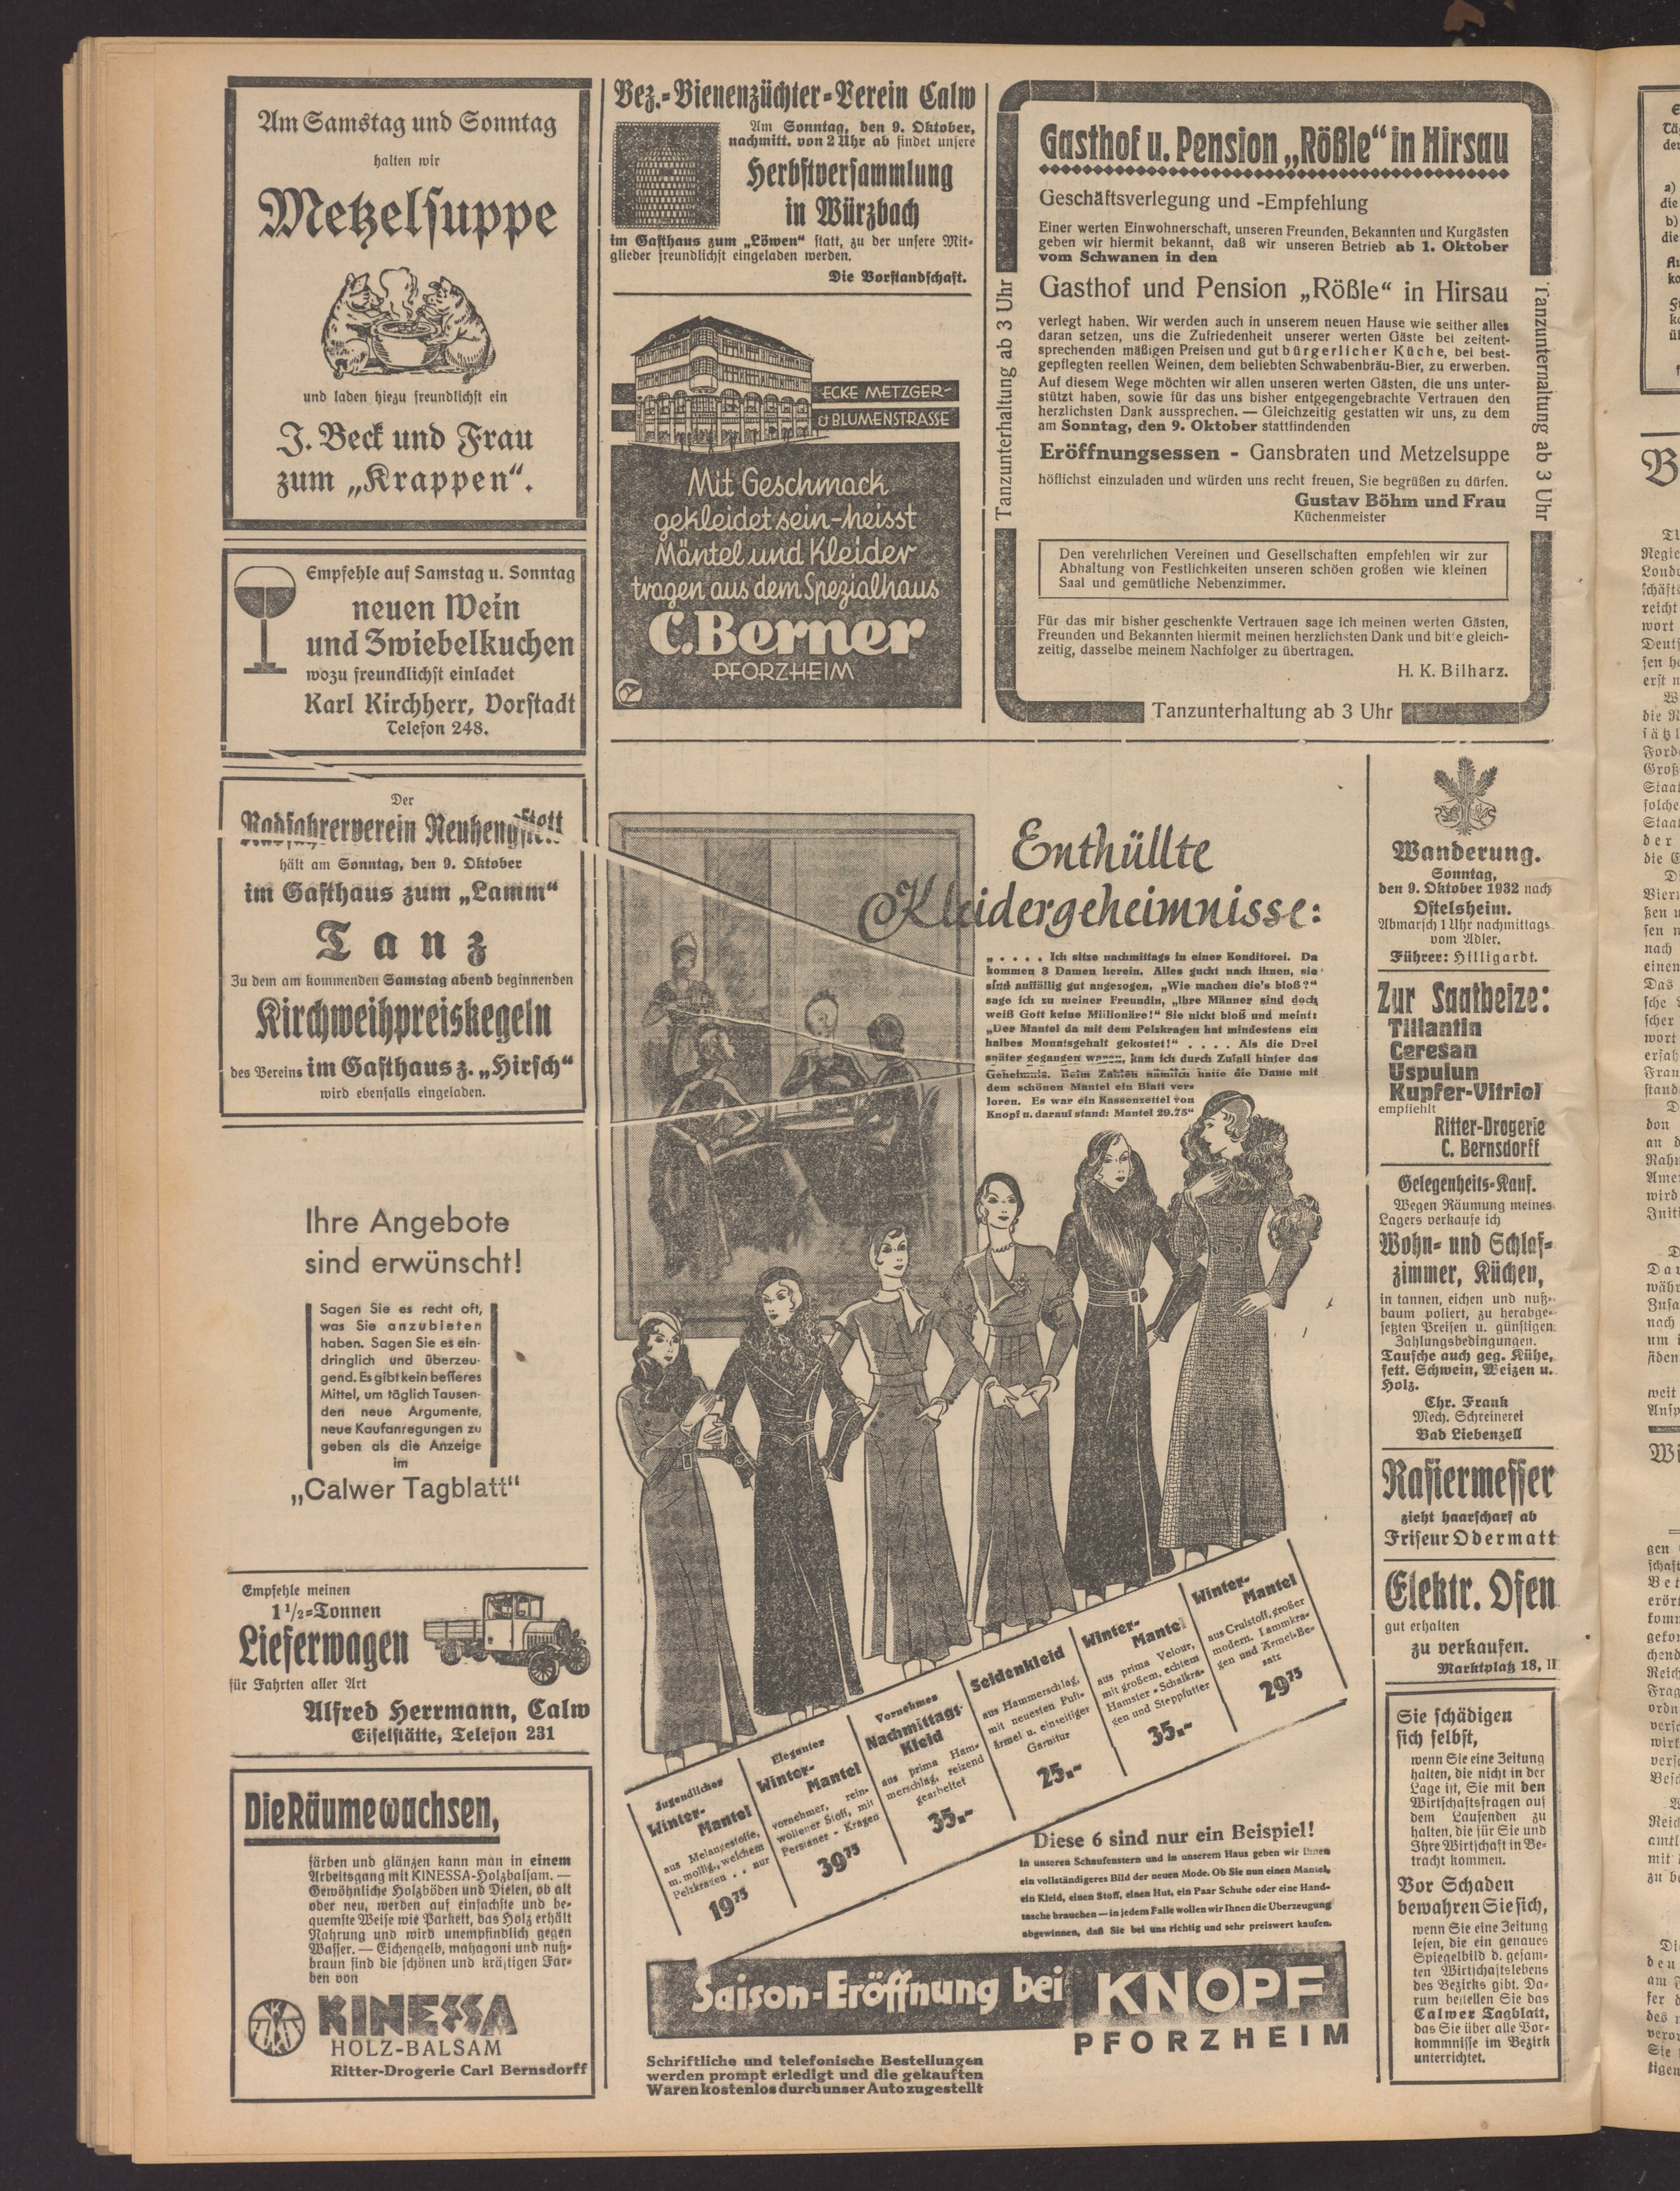 Am Samstag und Sonntag
halten wir
Metzelsuppe
und laden hiezu freundlichst ein
J. Beck und Frau
zum „Krappen“.
Empfehle auf Samstag u. Sonntag
neuen Wein
und Zwiebelkuchen
wozu freundlichst einladet
Karl Kirchherr, Vorstadt
Telefon 248.
Der
Radfahrerverein Neuhengstett
hält am Sonntag, den 9. Oktober
im Gasthaus zum „Lamm“
Tanz
Zu dem am kommenden Samstag abend beginnenden
Kirchweihpreiskegeln
des Vereins im Gasthaus z. „Hirsch“
wird ebenfalls eingeladen.
Ihre Angebote
sind erwünscht!
Sagen Sie es recht oft,
was Sie anzubieten
haben. Sagen Sie es ein-
dringlich und überzeu-
gend. Es gibt kein besseres
Mittel, um täglich Tausen-
den neue Argumente,
neue Kaufanregungen zu
geben als die Anzeige
im
„Calwer Tagblatt“
Empfehle meinen
1½=Tonnen
Lieferwagen
für Fahrten aller Art
Alfred Herrmann, Calw
Eiselstätte, Telefon 231
Die Räume wachsen,
färben und glänzen kann man in einem
Arbeitsgang mit KINESSA-Holzbalsam. —
Gewöhnliche Holzböden und Dielen, ob alt
oder neu, werden auf einfachste und be-
quemste Weise wie Parkett, das Holz erhält
Nahrung und wird unempfindlich gegen
Wasser. — Eichengelb, mahagoni und nuß-
braun sind die schönen und kräftigen Far-
ben von
KINESSA
HOLZ-BALSAM
Ritter-Drogerie Carl Bernsdorff
Bez.=Bienenzüchter=Verein Calw
Am Sonntag, den 9. Oktober,
nachmitt. von 2 Uhr ab findet unsere
Herbstversammlung
in Würzbach
im Gasthaus zum „Löwen“ statt, zu der unsere Mit-
glieder freundlichst eingeladen werden.
Die Vorstandschaft.
ECKE METZGER-
& BLUMENSTRASSE
Mit Geschmack
gekleidet sein-heisst
Mäntel und Kleider
tragen aus dem Spezialhaus
C. Berner
PFORZHEIM
Gasthof u. Pension „Rößle“ in Hirsau
Geschäftsverlegung und -Empfehlung
Einer werten Einwohnerschaft, unseren Freunden, Bekannten und Kurgästen
geben wir hiermit bekannt, daß wir unseren Betrieb ab 1. Oktober
vom Schwanen in den
Gasthof und Pension „Rößle“ in Hirsau
verlegt haben. Wir werden auch in unserem neuen Hause wie seither alles
daran setzen, uns die Zufriedenheit unserer werten Gäste bei zeitent-
sprechenden mäßigen Preisen und gut bürgerlicher Küche, bei best-
gepflegten reellen Weinen, dem beliebten Schwabenbräu-Bier, zu erwerben.
Auf diesem Wege möchten wir allen unseren werten Gästen, die uns unter-
stützt haben, sowie für das uns bisher entgegengebrachte Vertrauen den
herzlichsten Dank aussprechen. — Gleichzeitig gestatten wir uns, zu dem
am Sonntag, den 9. Oktober stattfindenden
Eröffnungsessen - Gansbraten und Metzelsuppe
höflichst einzuladen und würden uns recht freuen, Sie begrüßen zu dürfen.
Gustav Böhm und Frau
Küchenmeister
Den verehrlichen Vereinen und Gesellschaften empfehlen wir zur
Abhaltung von Festlichkeiten unseren schöen großen wie kleinen
Saal und gemütliche Nebenzimmer.
Für das mir bisher geschenkte Vertrauen sage ich meinen werten Gästen,
Freunden und Bekannten hiermit meinen herzlichsten Dank und bitte gleich-
zeitig, dasselbe meinem Nachfolger zu übertragen.
H. K. Bilharz.
Tanzunterhaltung ab 3 Uhr
Tanzunterhaltung ab 3 Uhr
Tanzunterhaltung ab 3 Uhr
Enthüllte
Kleidergeheimnisse:
„ . . . . Ich sitze nachmittags in einer Konditorei. Da
kommen 3 Damen herein. Alles guckt nach ihnen, sie
sind auffällig gut angezogen. „Wie machen die's bloß?“
sage ich zu meiner Freundin, „Ihre Männer sind doch
weiß Gott keine Millionäre!“ Sie nickt bloß und meint:
„Der Mantel da mit dem Pelzkragen hat mindestens ein
halbes Monatsgehalt gekostet!“ . . . . Als die Drei
später gegangen waren, kam ich durch Zufall hinter das
Geheimnis. Beim Zahlen nämlich hatte die Dame mit
dem schönen Mantel ein Blatt ver-
loren. Es war ein Kassenzettel von
Knopf u. darauf stand: Mantel 29.75“
Jugendlicher
Winter-
Mantel
aus Melangestoffe,
m. mollig., weichem
Pelzkragen . . nur
19 75
Eleganter
Winter-
Mantel
vornehmer, rein-
wollener Stoff, mit
Persianer - Kragen
39 75
Vornehmes
Nachmittags-
Kleid
aus prima Ham-
merschlag, reizend
gearbeitet
35.-
Seidenkleid
aus Hammerschlag,
mit neuesten Puff-
ärmel u. einseitiger
Garnitur
25.-
Winter-
Mantel
aus prima Velour,
mit großem, echtem
Hamster - Schalkra-
gen und Steppfutter
35.-
Winter-
Mantel
aus Crulstoff, großer
modern. Lammkra-
gen und Ärmel-Be-
satz
29 75
Diese 6 sind nur ein Beispiel!
In unseren Schaufenstern und in unserem Haus geben wir Ihnen
ein vollständigeres Bild der neuen Mode. Ob Sie nun einen Mantel,
ein Kleid, einen Stoff, einen Hut, ein Paar Schuhe oder eine Hand-
tasche brauchen — in jedem Falle wollen wir Ihnen die Überzeugung
abgewinnen, daß Sie bei uns richtig und sehr preiswert kaufen.
Saison-Eröffnung bei KNOPF
PFORZHEIM
Schriftliche und telefonische Bestellungen
werden prompt erledigt und die gekauften
Waren kostenlos durch unser Auto zugestellt
Wanderung.
Sonntag,
den 9. Oktober 1932 nach
Ostelsheim.
Abmarsch 1 Uhr nachmittags
vom Adler.
Führer: Hilligardt.
Zur Saatbeize:
Tillantin
Ceresan
Uspulun
Kupfer-Vitriol
empfiehlt
Ritter-Drogerie
C. Bernsdorff
Gelegenheits-Kauf.
Wegen Räumung meines
Lagers verkaufe ich
Wohn- und Schlaf-
zimmer, Küchen,
in tannen, eichen und nuß-
baum poliert, zu herabge-
setzten Preisen u. günstigen
Zahlungsbedingungen.
Tausche auch geg. Kühe,
fett. Schwein, Weizen u.
Holz.
Chr. Frank
Mech. Schreinerei
Bad Liebenzell
Rasiermesser
zieht haarscharf ab
Friseur Odermatt
Elektr. Ofen
gut erhalten
zu verkaufen.
Marktplatz 18, II
Sie schädigen
sich selbst,
wenn Sie eine Zeitung
halten, die nicht in der
Lage ist, Sie mit den
Wirtschaftsfragen auf
dem Laufenden zu
halten, die für Sie und
Ihre Wirtschaft in Be-
tracht kommen.
Vor Schaden
bewahren Sie sich,
wenn Sie eine Zeitung
lesen, die ein genaues
Spiegelbild d. gesam-
ten Wirtschaftslebens
des Bezirks gibt. Da-
rum bestellen Sie das
Calwer Tagblatt,
das Sie über alle Vor-
kommnisse im Bezirk
unterrichtet.